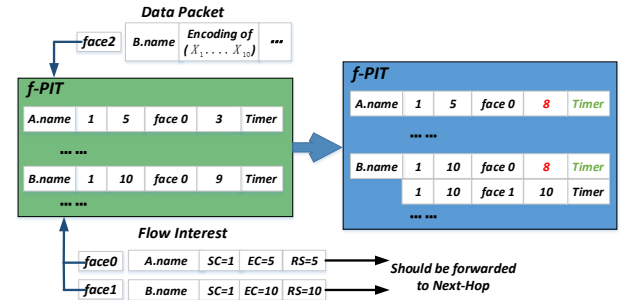 Data Packet
face2 B.name Encoding of (X1.... X10) ...
f-PIT
A.name 1 5 face 0 3 Timer
... ...
B.name 1 10 face 0 9 Timer
... ...
f-PIT
A.name 1 5 face 0 8 Timer
... ...
B.name 1 10 face 0 8 Timer
1 10 face 1 10 Timer
... ...
Flow Interest
face0 A.name SC=1 EC=5 RS=5
face1 B.name SC=1 EC=10 RS=10
Should be forwarded
to Next-Hop